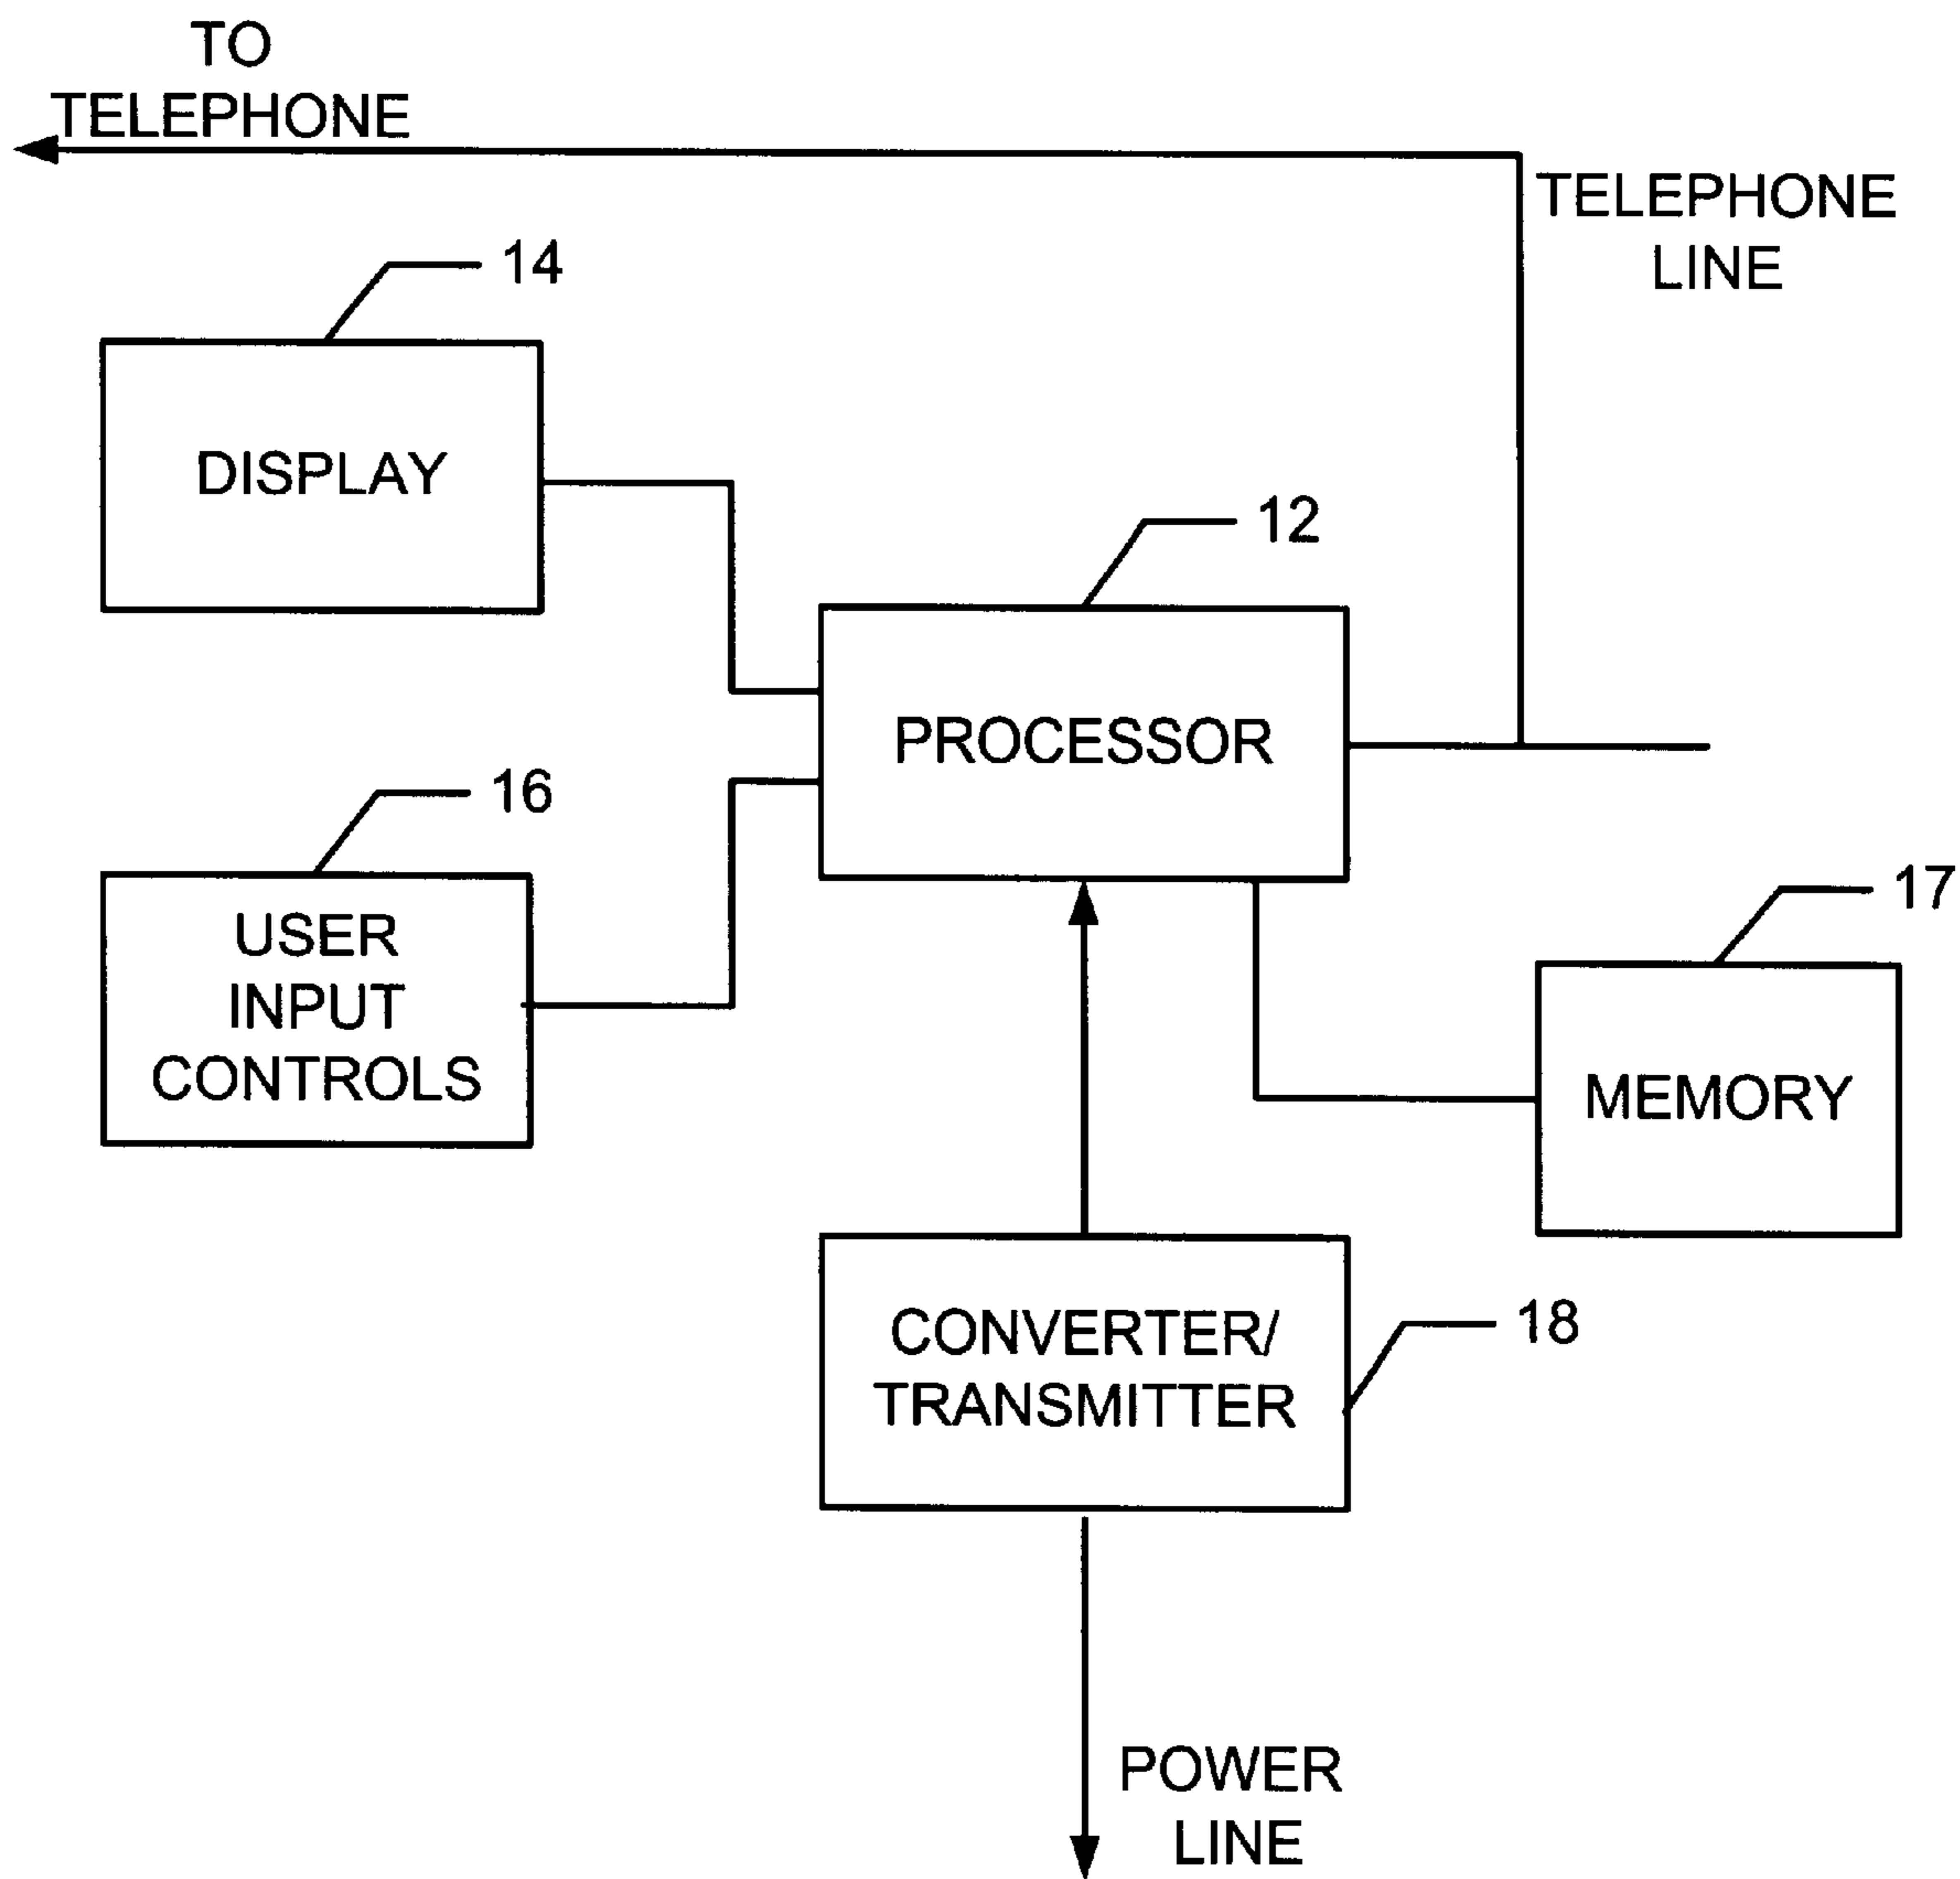 TO
TELEPHONE
TELEPHONE
LINE
14
DISPLAY
12
PROCESSOR
16
USER
INPUT
CONTROLS
17
MEMORY
CONVERTER/
TRANSMITTER
18
POWER
LINE